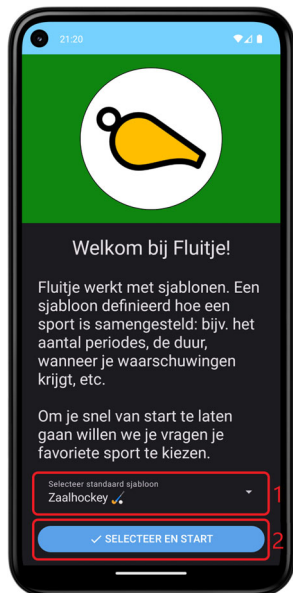 21:20
Welkom bij Fluitje!
Fluitje werkt met sjablonen. Een
sjabloon definieerd hoe een
sport is samengesteld: bijv. het
aantal periodes, de duur,
wanneer je waarschuwingen
krijgt, etc.
Om je snel van start te laten
gaan willen we je vragen je
favoriete sport te kiezen.
Selecteer standaard sjabloon
Zaalhockey 🏑
1
✓ SELECTEER EN START
2